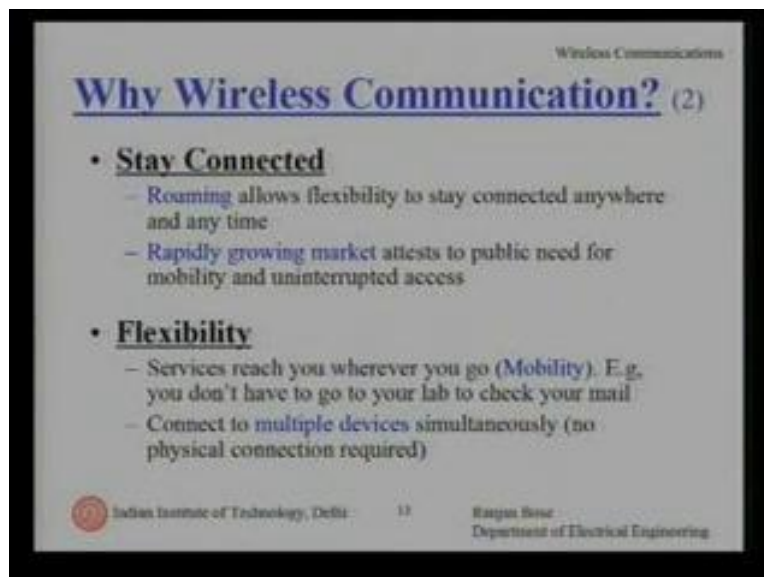 Wireless Communications
Why Wireless Communication? (2)
• Stay Connected
– Roaming allows flexibility to stay connected anywhere
and any time
– Rapidly growing market attests to public need for
mobility and uninterrupted access
• Flexibility
– Services reach you wherever you go (Mobility). E.g,
you don't have to go to your lab to check your mail
– Connect to multiple devices simultaneously (no
physical connection required)
Indian Institute of Technology, Delhi
13
Ranjan Bose
Department of Electrical Engineering